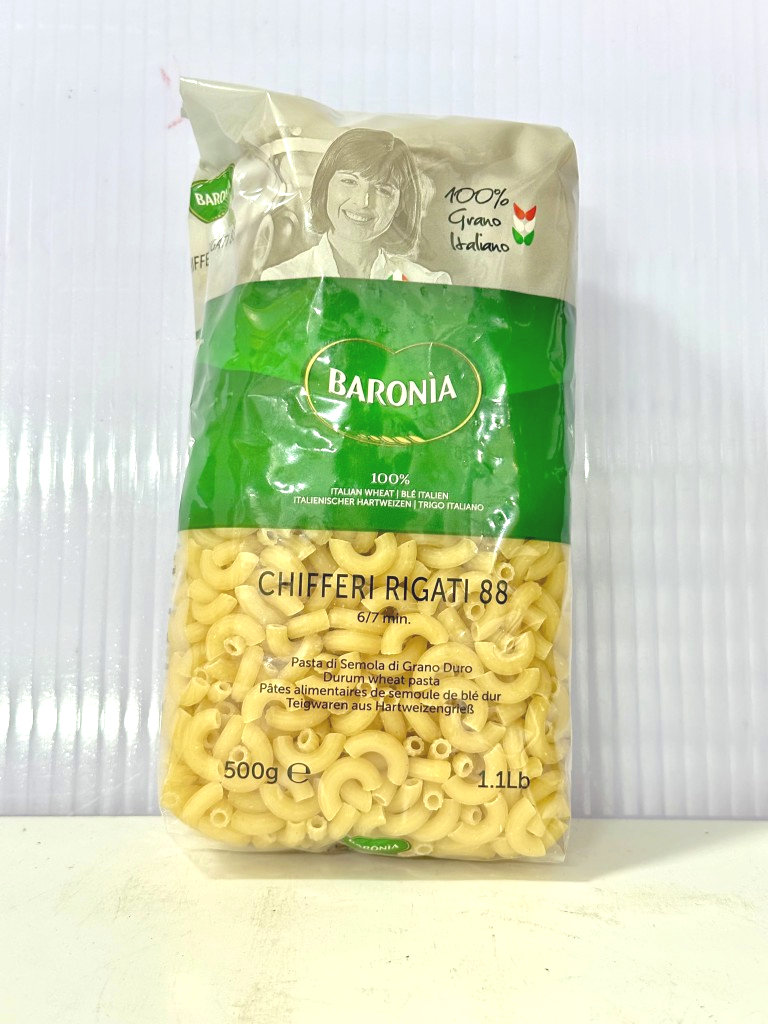 100%
Grano
Italiano
BARONIA
BARONÌA
100%
ITALIAN WHEAT | BLÉ ITALIEN
ITALIENISCHER HARTWEIZEN | TRIGO ITALIANO
CHIFFERI RIGATI 88
6/7 min.
Pasta di Semola di Grano Duro
Durum wheat pasta
Pâtes alimentaires de semoule de blé dur
Teigwaren aus Hartweizengrieß
500g ℮
1.1Lb
BARONÌA